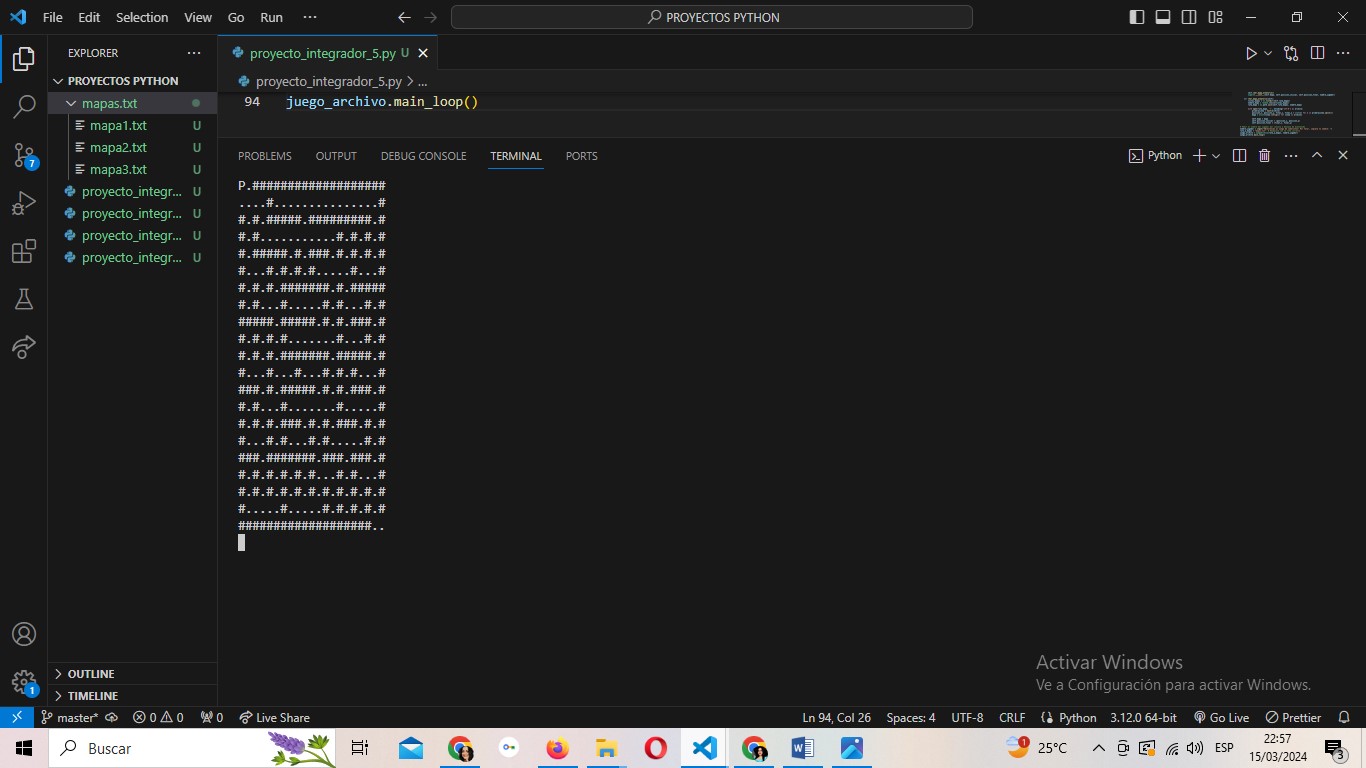 File Edit Selection View Go Run ··· PROYECTOS PYTHON
EXPLORER ···
PROYECTOS PYTHON
mapas.txt
mapa1.txt U
mapa2.txt U
mapa3.txt U
proyecto_integr... U
proyecto_integr... U
proyecto_integr... U
proyecto_integr... U
OUTLINE
TIMELINE
7
1
proyecto_integrador_5.py U
proyecto_integrador_5.py > ...
94 juego_archivo.main_loop()
PROBLEMS OUTPUT DEBUG CONSOLE TERMINAL PORTS Python
P.###################
....#...............#
#.#.#####.#########.#
#.#...........#.#.#.#
#.#####.#.###.#.#.#.#
#...#.#.#.#.....#...#
#.#.#.#######.#.#####
#.#...#.....#.#...#.#
#####.#####.#.#.###.#
#.#.#.#.......#...#.#
#.#.#.#######.#####.#
#...#...#...#.#.#...#
###.#.#####.#.#.###.#
#.#...#.......#.....#
#.#.#.###.#.#.###.#.#
#...#.#...#.#.....#.#
###.#######.###.###.#
#.#.#.#.#.#...#.#...#
#.#.#.#.#.#.#.#.#.#.#
#.....#.....#.#.#.#.#
###################..
Activar Windows
Ve a Configuración para activar Windows.
master* 0 0 0 Live Share Ln 94, Col 26 Spaces: 4 UTF-8 CRLF Python 3.12.0 64-bit Go Live Prettier
Buscar 1 25°C ESP 22:57 3
15/03/2024